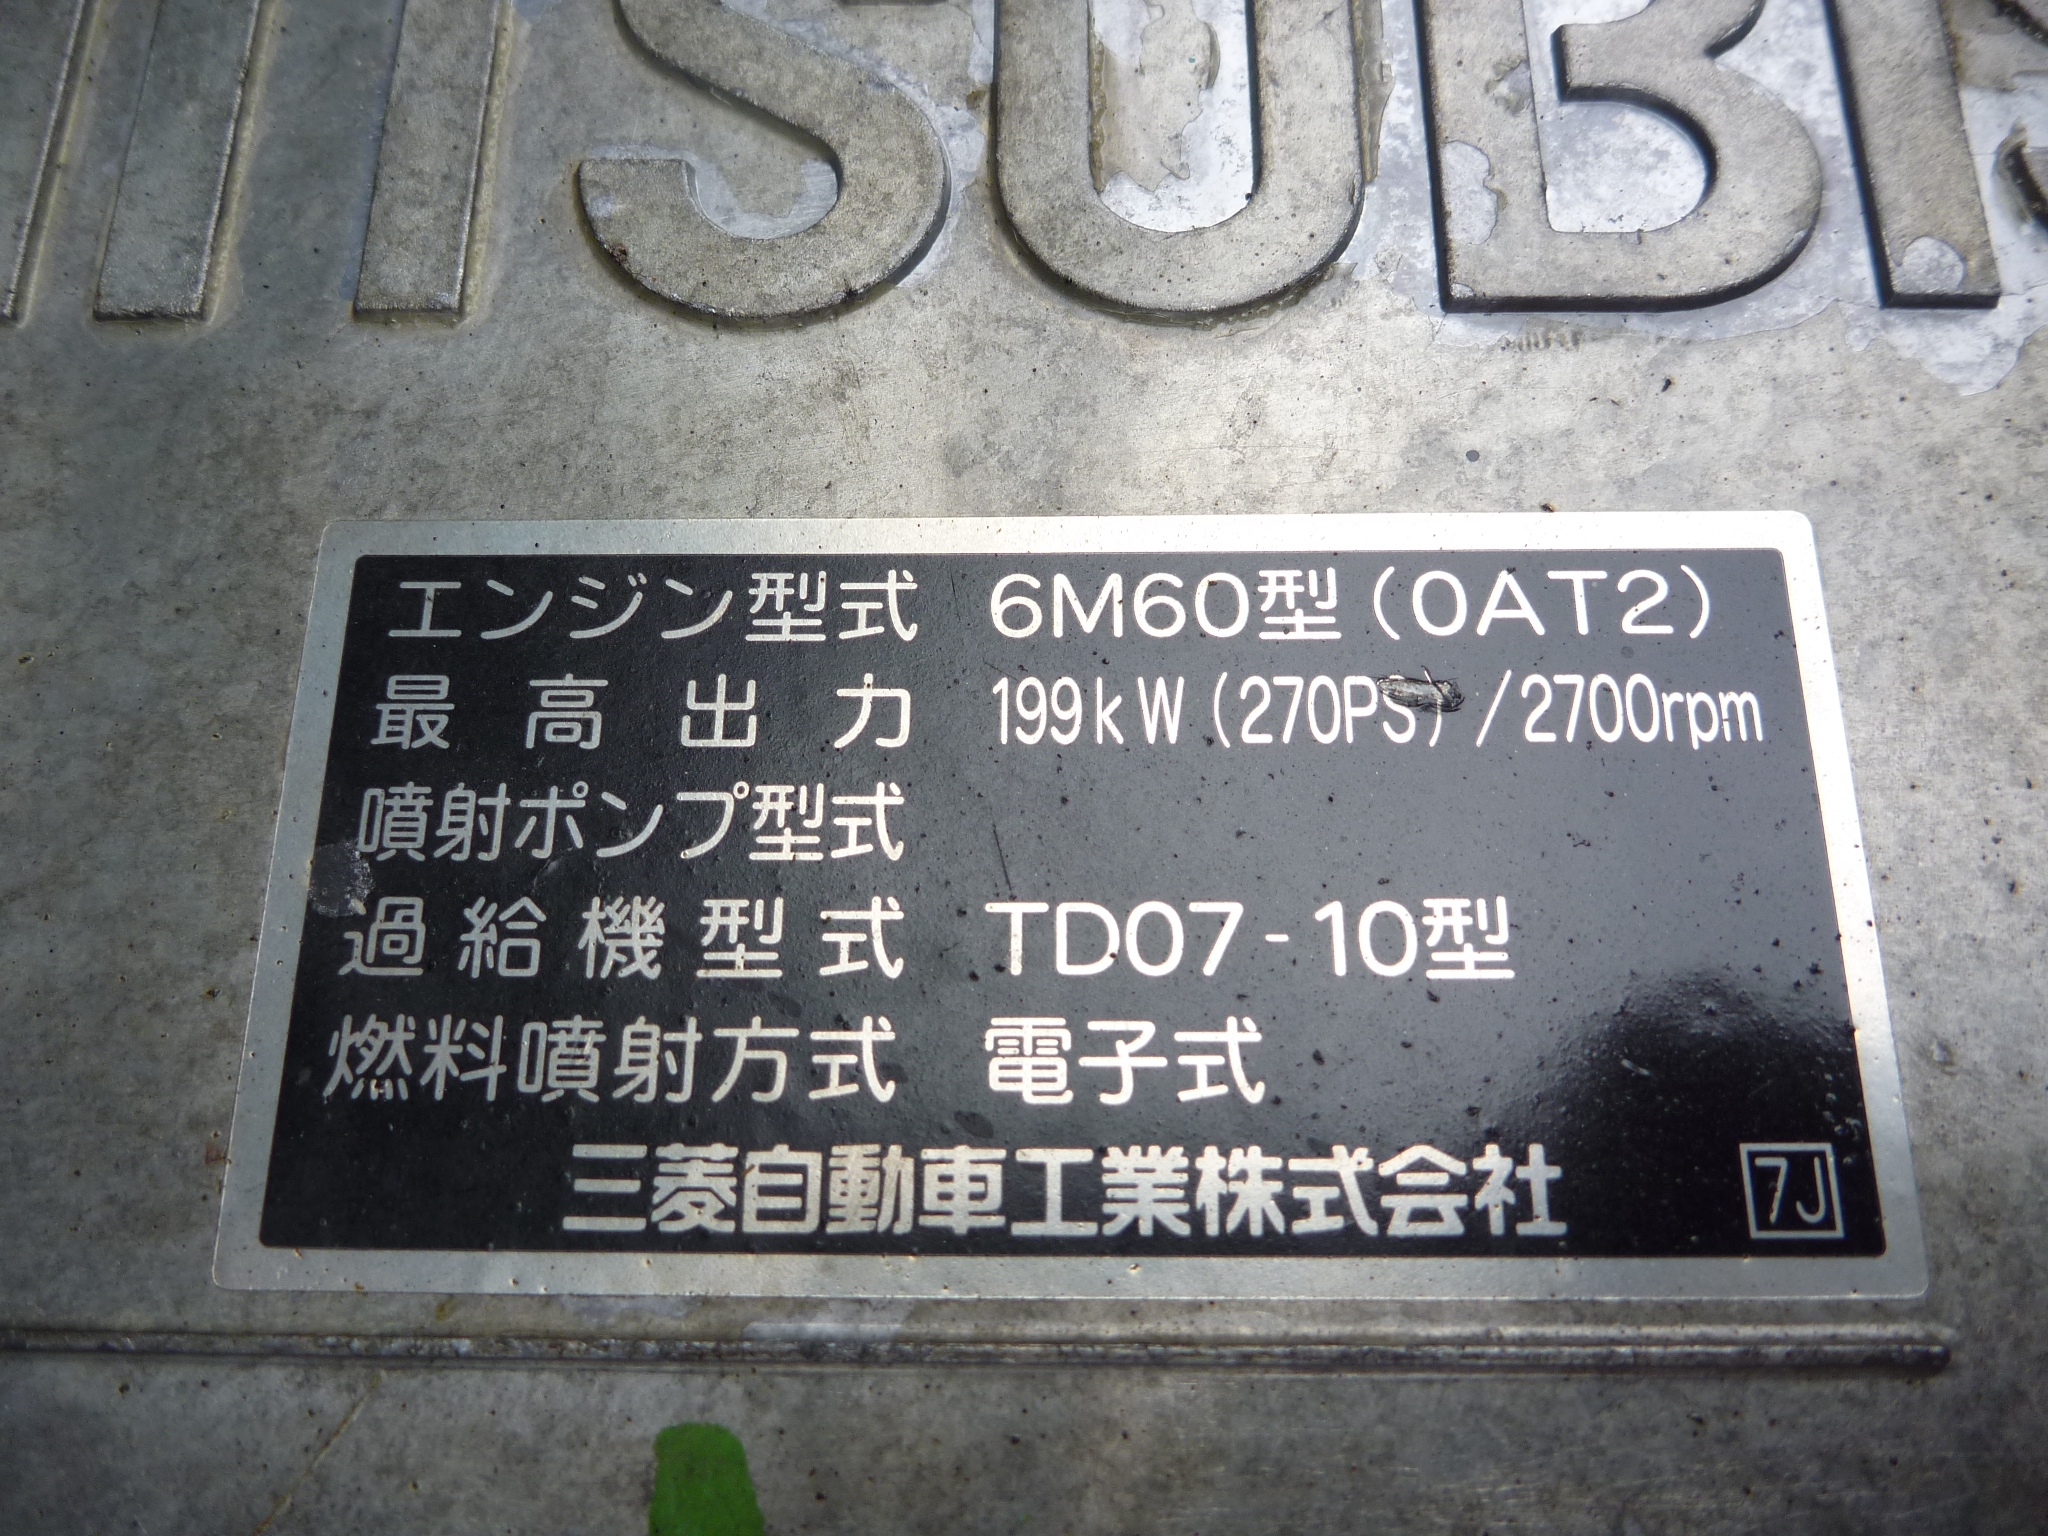 MITSUBIS
エンジン型式 6M60型(0AT2)
最高出力 199kW(270PS)/2700rpm
噴射ポンプ型式
過給機型式 TD07-10型
燃料噴射方式 電子式
三菱自動車工業株式会社 7J